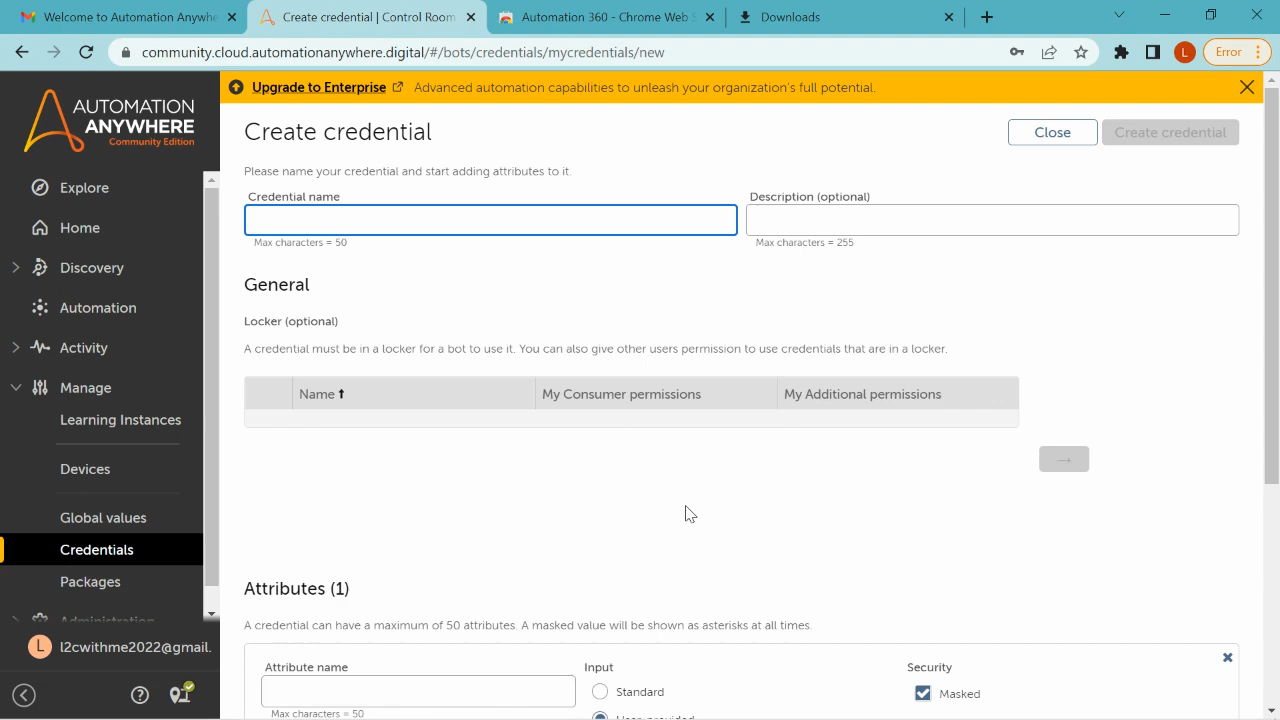 Welcome to Automation Anywhe
Create credential | Control Room
Automation 360 - Chrome Web S
Downloads
community.cloud.automationanywhere.digital/#/bots/credentials/mycredentials/new
L
Error
Upgrade to Enterprise
Advanced automation capabilities to unleash your organization's full potential.
AUTOMATION
ANYWHERE
Community Edition
Explore
Home
Discovery
Automation
Activity
Manage
Learning Instances
Devices
Global values
Credentials
Packages
Administration
L
l2cwithme2022@gmail.
Create credential
Close
Create credential
Please name your credential and start adding attributes to it.
Credential name
Description (optional)
Max characters = 50
Max characters = 255
General
Locker (optional)
A credential must be in a locker for a bot to use it. You can also give other users permission to use credentials that are in a locker.
Name
My Consumer permissions
My Additional permissions
Attributes (1)
A credential can have a maximum of 50 attributes. A masked value will be shown as asterisks at all times.
Attribute name
Input
Security
Standard
Masked
Max characters = 50
User-provided